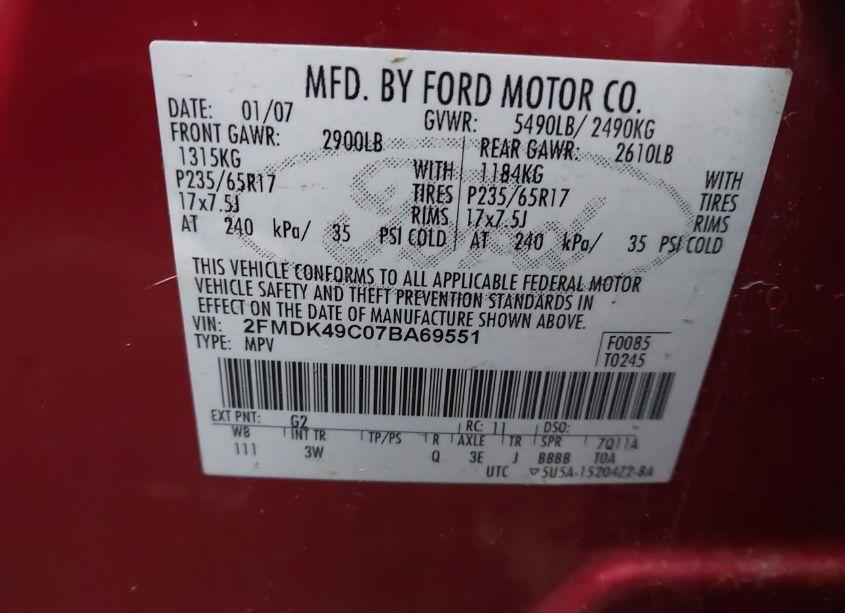 MFD. BY FORD MOTOR CO.
DATE: 01/07 GVWR: 5490LB/ 2490KG
FRONT GAWR: 2900LB REAR GAWR: 2610LB
1315KG WITH 1184KG WITH
P235/65R17 TIRES P235/65R17 TIRES
17x7.5J RIMS 17x7.5J RIMS
AT 240 kPa/ 35 PSI COLD AT 240 kPa/ 35 PSI COLD
Ford
THIS VEHICLE CONFORMS TO ALL APPLICABLE FEDERAL MOTOR
VEHICLE SAFETY AND THEFT PREVENTION STANDARDS IN
EFFECT ON THE DATE OF MANUFACTURE SHOWN ABOVE.
VIN: 2FMDK49C07BA69551
TYPE: MPV
F0085
T0245
EXT PNT: G2 RC: 11 DSO:
WB INT TR TP/PS R AXLE TR SPR 7Q11A
111 3W Q 3E J BBBB T0A
UTC ▽5U5A-15204Z2-BA